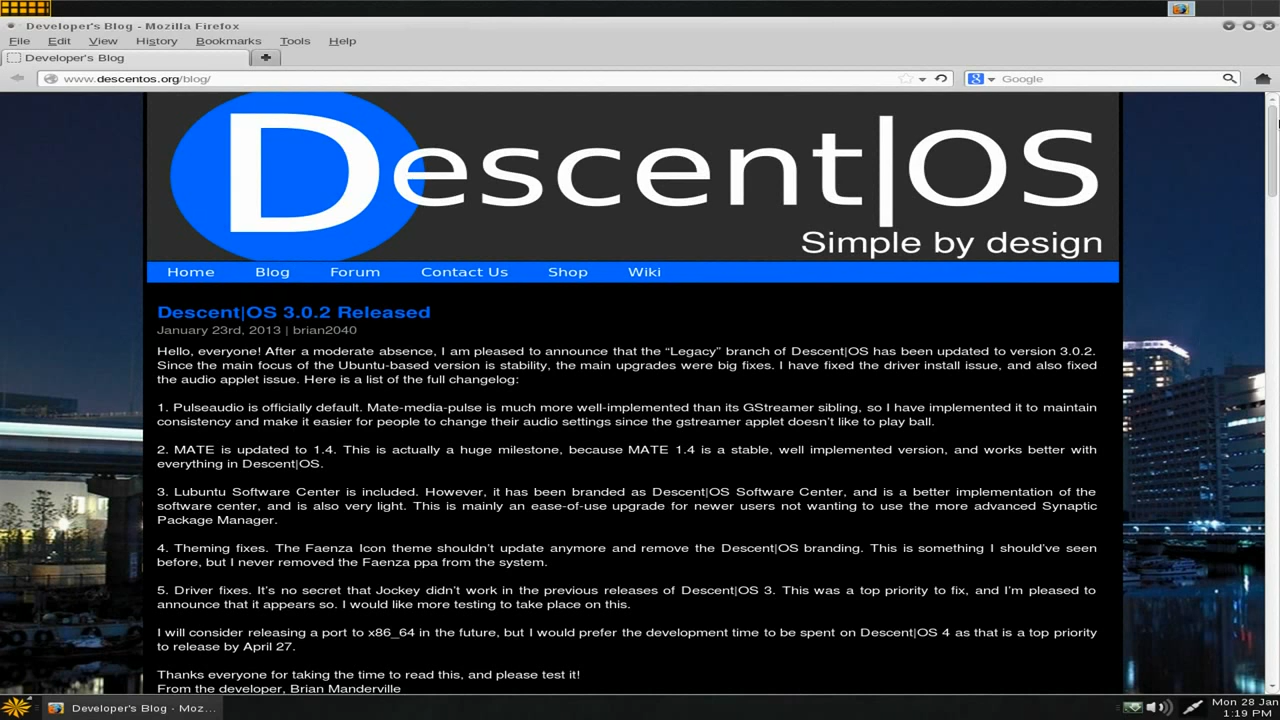 Developer's Blog - Mozilla Firefox
File Edit View History Bookmarks Tools Help
Developer's Blog
www.descentos.org/blog/
Google
Descent|OS
Simple by design
Home Blog Forum Contact Us Shop Wiki
Descent|OS 3.0.2 Released
January 23rd, 2013 | brian2040
Hello, everyone! After a moderate absence, I am pleased to announce that the “Legacy” branch of Descent|OS has been updated to version 3.0.2.
Since the main focus of the Ubuntu-based version is stability, the main upgrades were big fixes. I have fixed the driver install issue, and also fixed
the audio applet issue. Here is a list of the full changelog:
1. Pulseaudio is officially default. Mate-media-pulse is much more well-implemented than its GStreamer sibling, so I have implemented it to maintain
consistency and make it easier for people to change their audio settings since the gstreamer applet doesn’t like to play ball.
2. MATE is updated to 1.4. This is actually a huge milestone, because MATE 1.4 is a stable, well implemented version, and works better with
everything in Descent|OS.
3. Lubuntu Software Center is included. However, it has been branded as Descent|OS Software Center, and is a better implementation of the
software center, and is also very light. This is mainly an ease-of-use upgrade for newer users not wanting to use the more advanced Synaptic
Package Manager.
4. Theming fixes. The Faenza Icon theme shouldn’t update anymore and remove the Descent|OS branding. This is something I should’ve seen
before, but I never removed the Faenza ppa from the system.
5. Driver fixes. It’s no secret that Jockey didn’t work in the previous releases of Descent|OS 3. This was a top priority to fix, and I’m pleased to
announce that it appears so. I would like more testing to take place on this.
I will consider releasing a port to x86_64 in the future, but I would prefer the development time to be spent on Descent|OS 4 as that is a top priority
to release by April 27.
Thanks everyone for taking the time to read this, and please test it!
From the developer, Brian Manderville
Developer's Blog - Moz...
Mon 28 Jan
1:19 PM